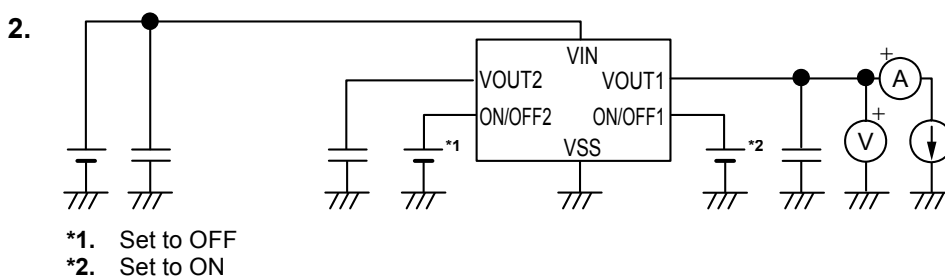 2.
VIN
VOUT2 VOUT1
ON/OFF2 ON/OFF1
VSS
*1 *2
+ A
+ V
*1. Set to OFF
*2. Set to ON